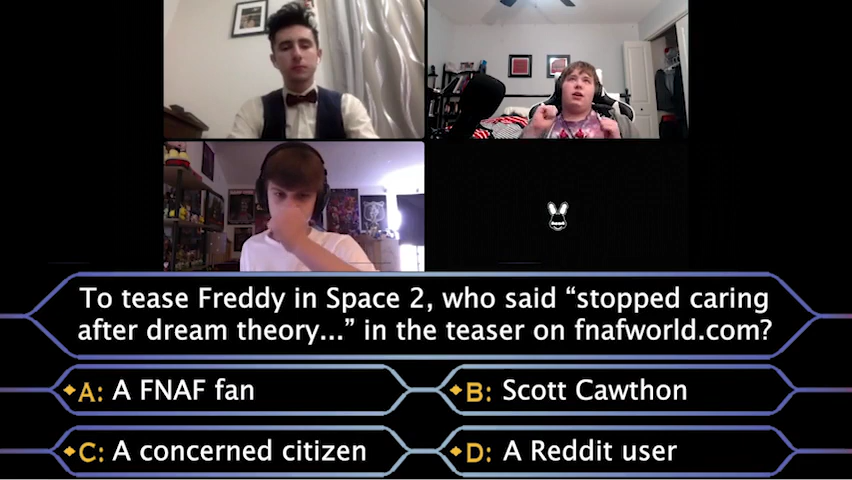 To tease Freddy in Space 2, who said “stopped caring
after dream theory...” in the teaser on fnafworld.com?
A: A FNAF fan
B: Scott Cawthon
C: A concerned citizen
D: A Reddit user